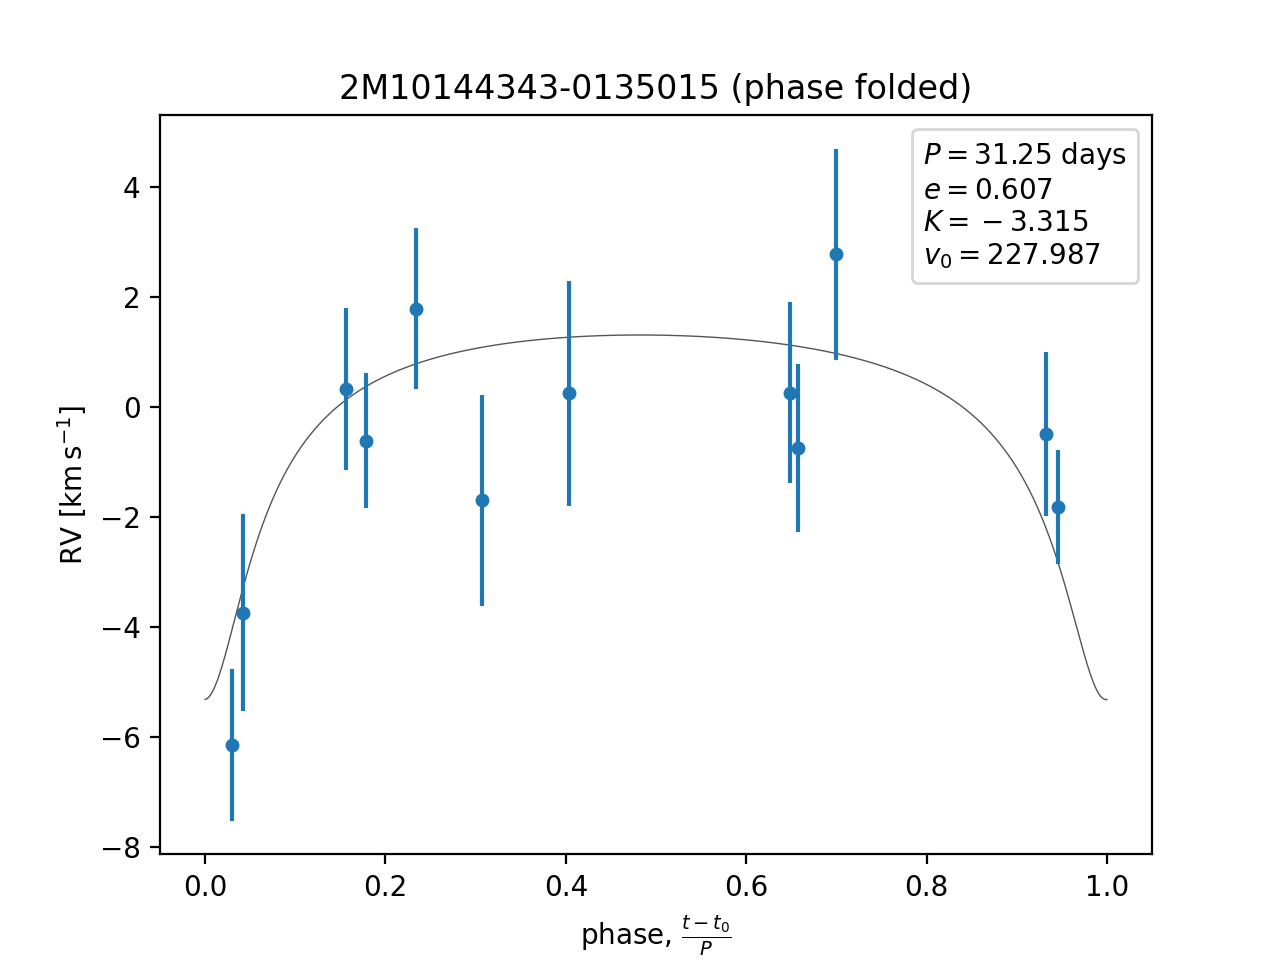 2M10144343-0135015 (phase folded)
P = 31.25 days
e = 0.607
K = −3.315
v₀ = 227.987
4
2
0
−2
−4
−6
−8
RV [km s⁻¹]
0.0 0.2 0.4 0.6 0.8 1.0
phase, (t − t₀)/P